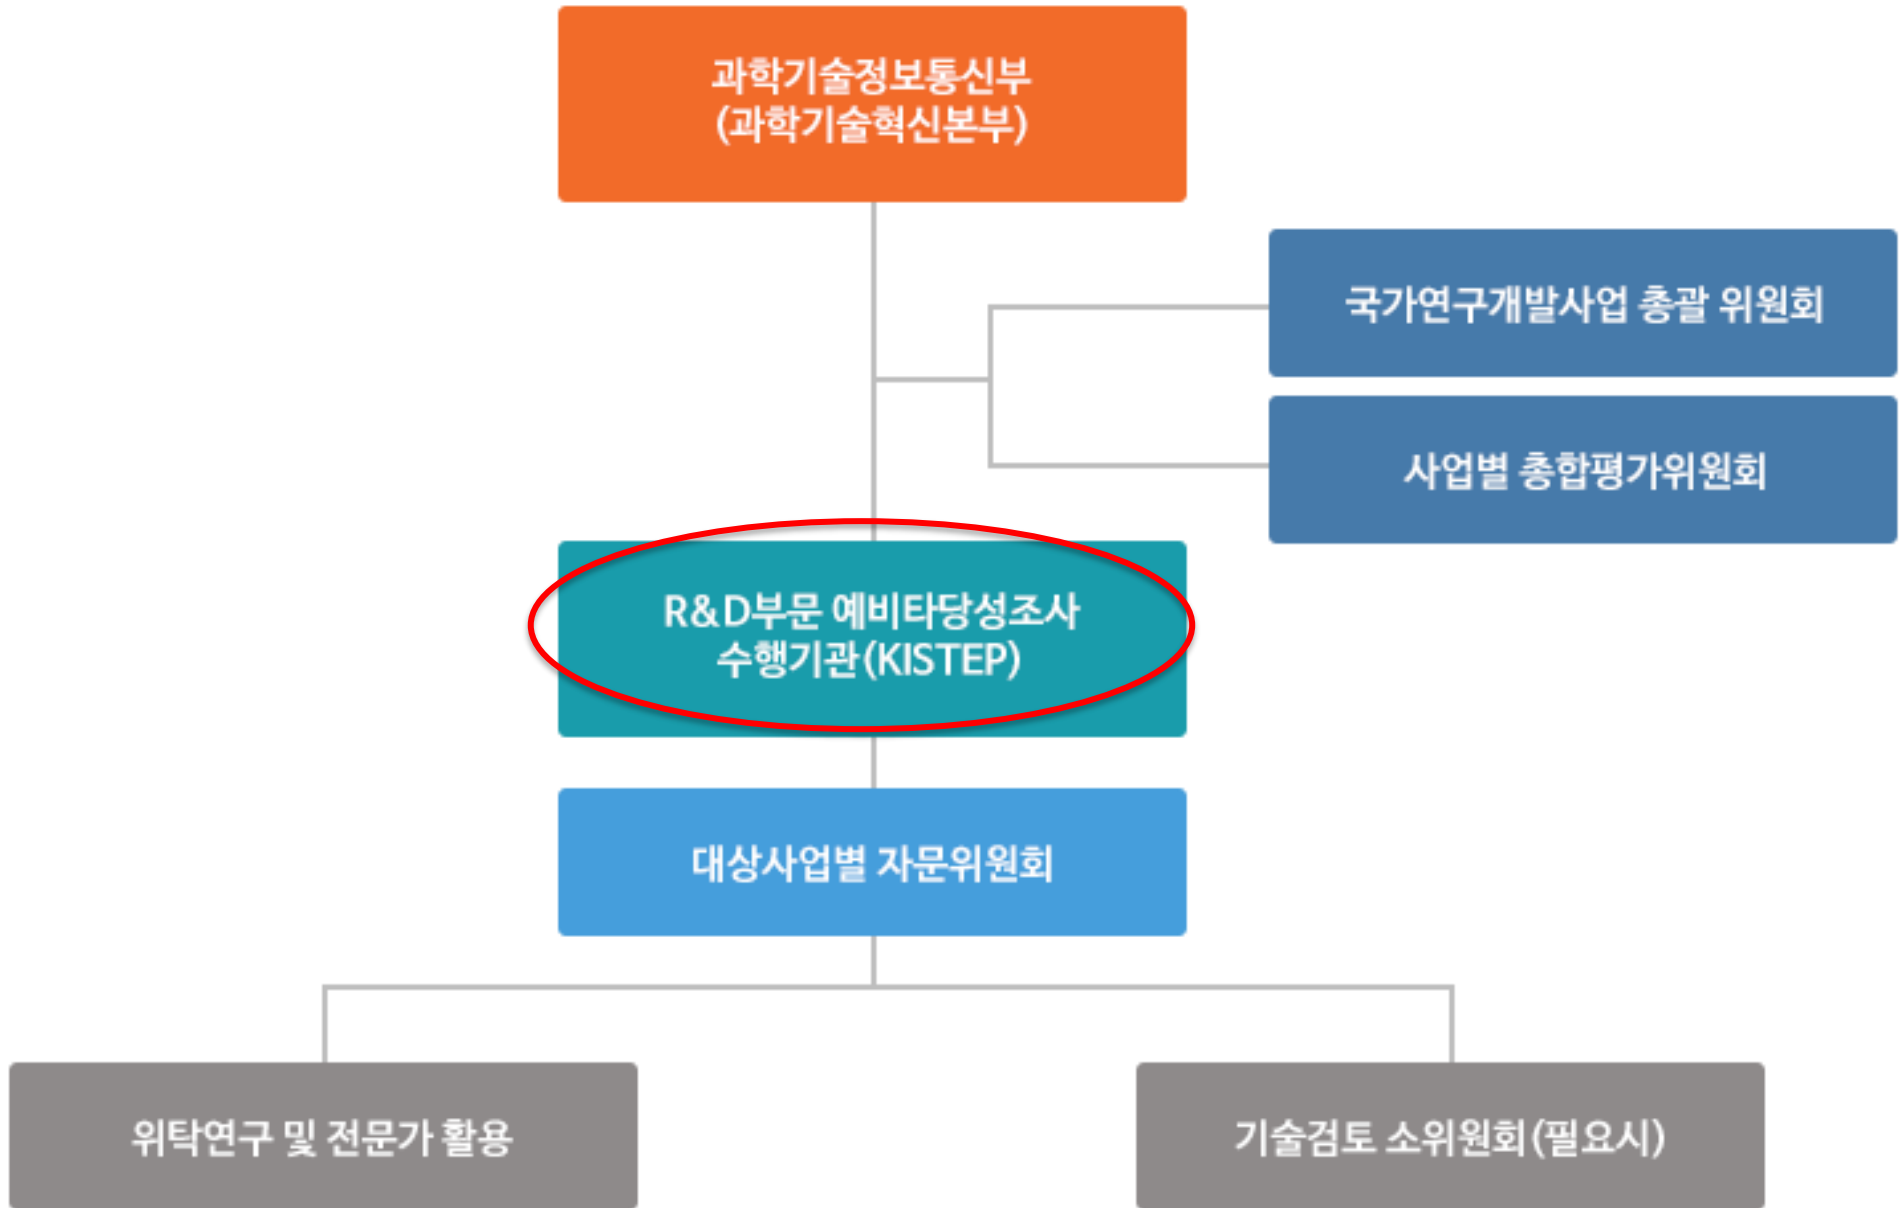 과학기술정보통신부
(과학기술혁신본부)
국가연구개발사업 총괄 위원회
사업별 총합평가위원회
R&D부문 예비타당성조사
수행기관(KISTEP)
대상사업별 자문위원회
위탁연구 및 전문가 활용
기술검토 소위원회(필요시)